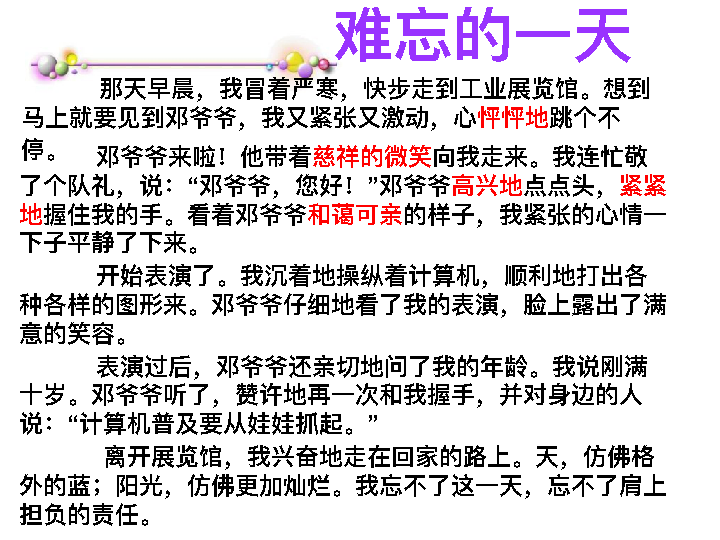 难忘的一天
那天早晨，我冒着严寒，快步走到工业展览馆。想到
马上就要见到邓爷爷，我又紧张又激动，心怦怦地跳个不
停。
邓爷爷来啦！他带着慈祥的微笑向我走来。我连忙敬
了个队礼，说：“邓爷爷，您好！”邓爷爷高兴地点点头，紧紧
地握住我的手。看着邓爷爷和蔼可亲的样子，我紧张的心情一
下子平静了下来。
开始表演了。我沉着地操纵着计算机，顺利地打出各
种各样的图形来。邓爷爷仔细地看了我的表演，脸上露出了满
意的笑容。
表演过后，邓爷爷还亲切地问了我的年龄。我说刚满
十岁。邓爷爷听了，赞许地再一次和我握手，并对身边的人
说：“计算机普及要从娃娃抓起。”
离开展览馆，我兴奋地走在回家的路上。天，仿佛格
外的蓝；阳光，仿佛更加灿烂。我忘不了这一天，忘不了肩上
担负的责任。